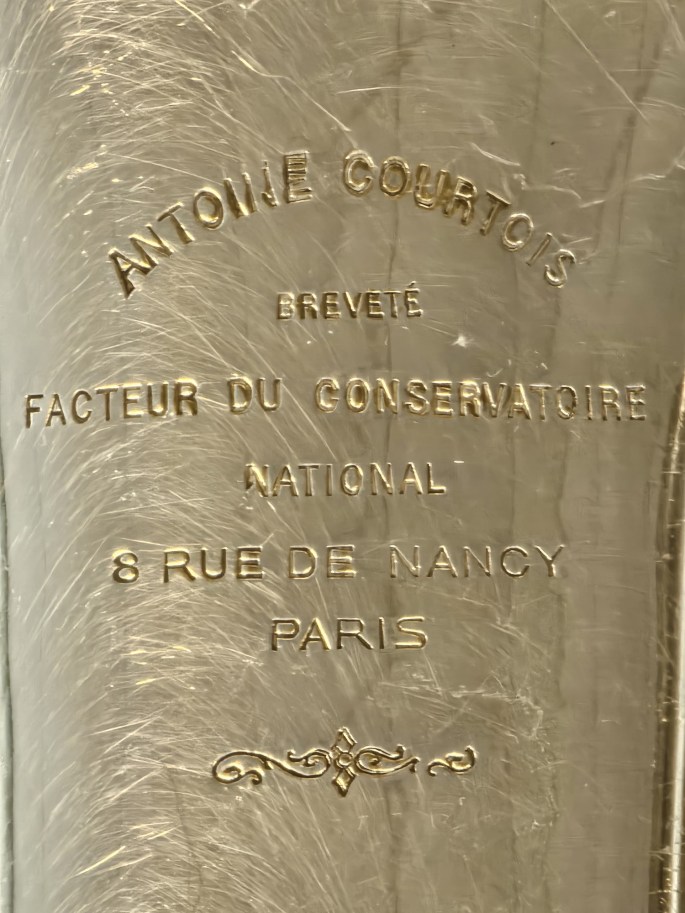 ANTOINE COURTOIS
BREVETÉ
FACTEUR DU CONSERVATOIRE
NATIONAL
8 RUE DE NANCY
PARIS